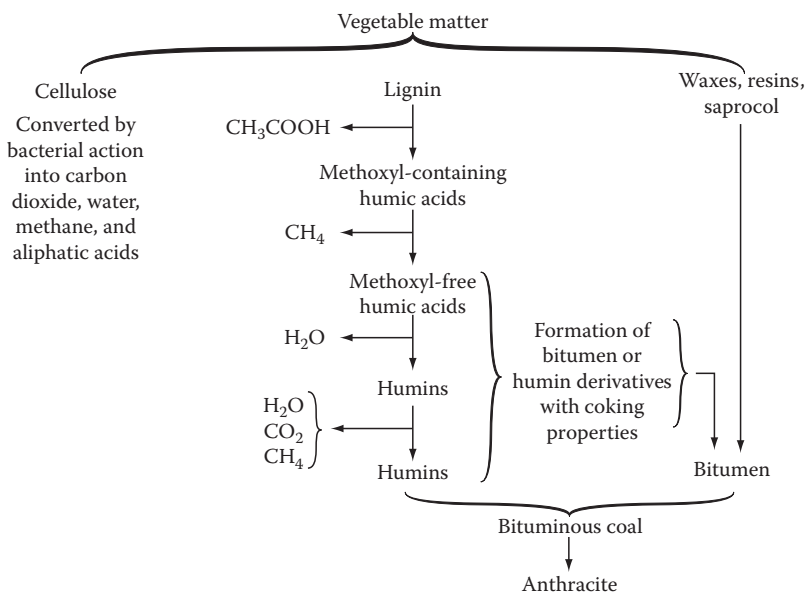 Vegetable matter
Cellulose
Converted by
bacterial action
into carbon
dioxide, water,
methane, and
aliphatic acids
Lignin
CH₃COOH
Methoxyl-containing
humic acids
CH₄
Methoxyl-free
humic acids
H₂O
Humins
H₂O
CO₂
CH₄
Humins
Formation of
bitumen or
humin derivatives
with coking
properties
Waxes, resins,
saprocol
Bitumen
Bituminous coal
Anthracite